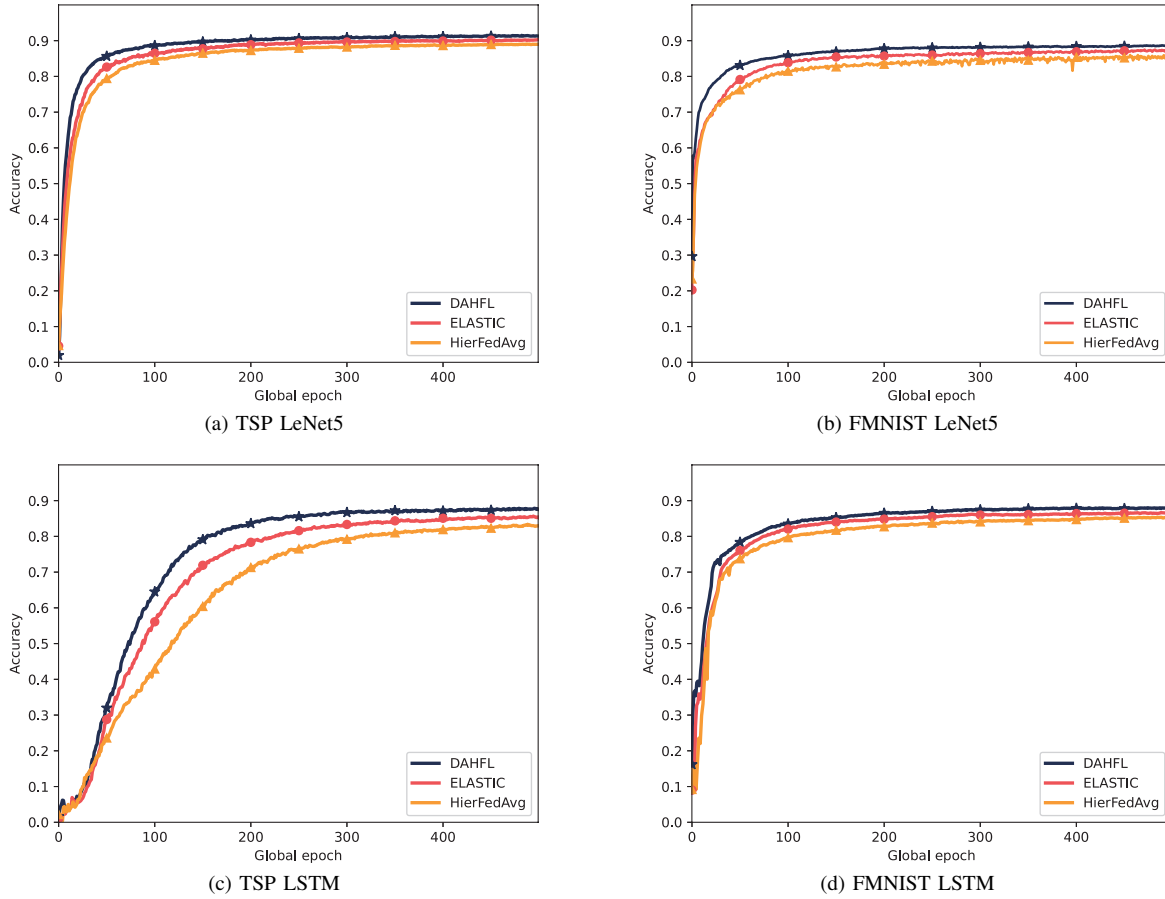 0.9
0.8
0.7
0.6
0.5
0.4
0.3
0.2
0.1
0.0
Accuracy
0 100 200 300 400
Global epoch
DAHFL
ELASTIC
HierFedAvg
(a) TSP LeNet5
0.9
0.8
0.7
0.6
0.5
0.4
0.3
0.2
0.1
0.0
Accuracy
0 100 200 300 400
Global epoch
DAHFL
ELASTIC
HierFedAvg
(b) FMNIST LeNet5
0.9
0.8
0.7
0.6
0.5
0.4
0.3
0.2
0.1
0.0
Accuracy
0 100 200 300 400
Global epoch
DAHFL
ELASTIC
HierFedAvg
(c) TSP LSTM
0.9
0.8
0.7
0.6
0.5
0.4
0.3
0.2
0.1
0.0
Accuracy
0 100 200 300 400
Global epoch
DAHFL
ELASTIC
HierFedAvg
(d) FMNIST LSTM